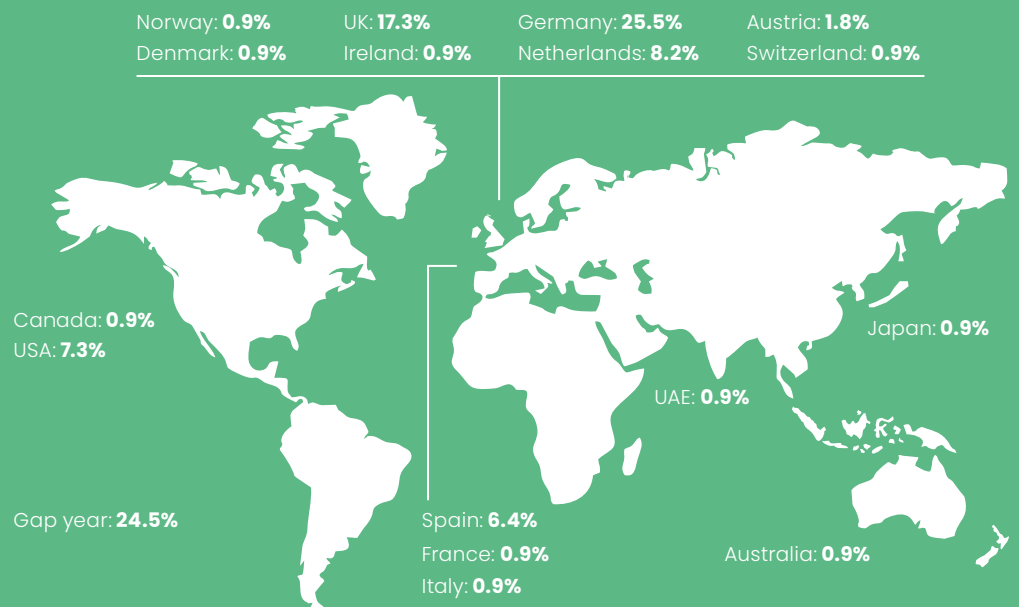 Norway: 0.9% UK: 17.3% Germany: 25.5% Austria: 1.8%
Denmark: 0.9% Ireland: 0.9% Netherlands: 8.2% Switzerland: 0.9%
Canada: 0.9%
USA: 7.3%
Japan: 0.9%
UAE: 0.9%
Gap year: 24.5%
Spain: 6.4%
France: 0.9%
Italy: 0.9%
Australia: 0.9%